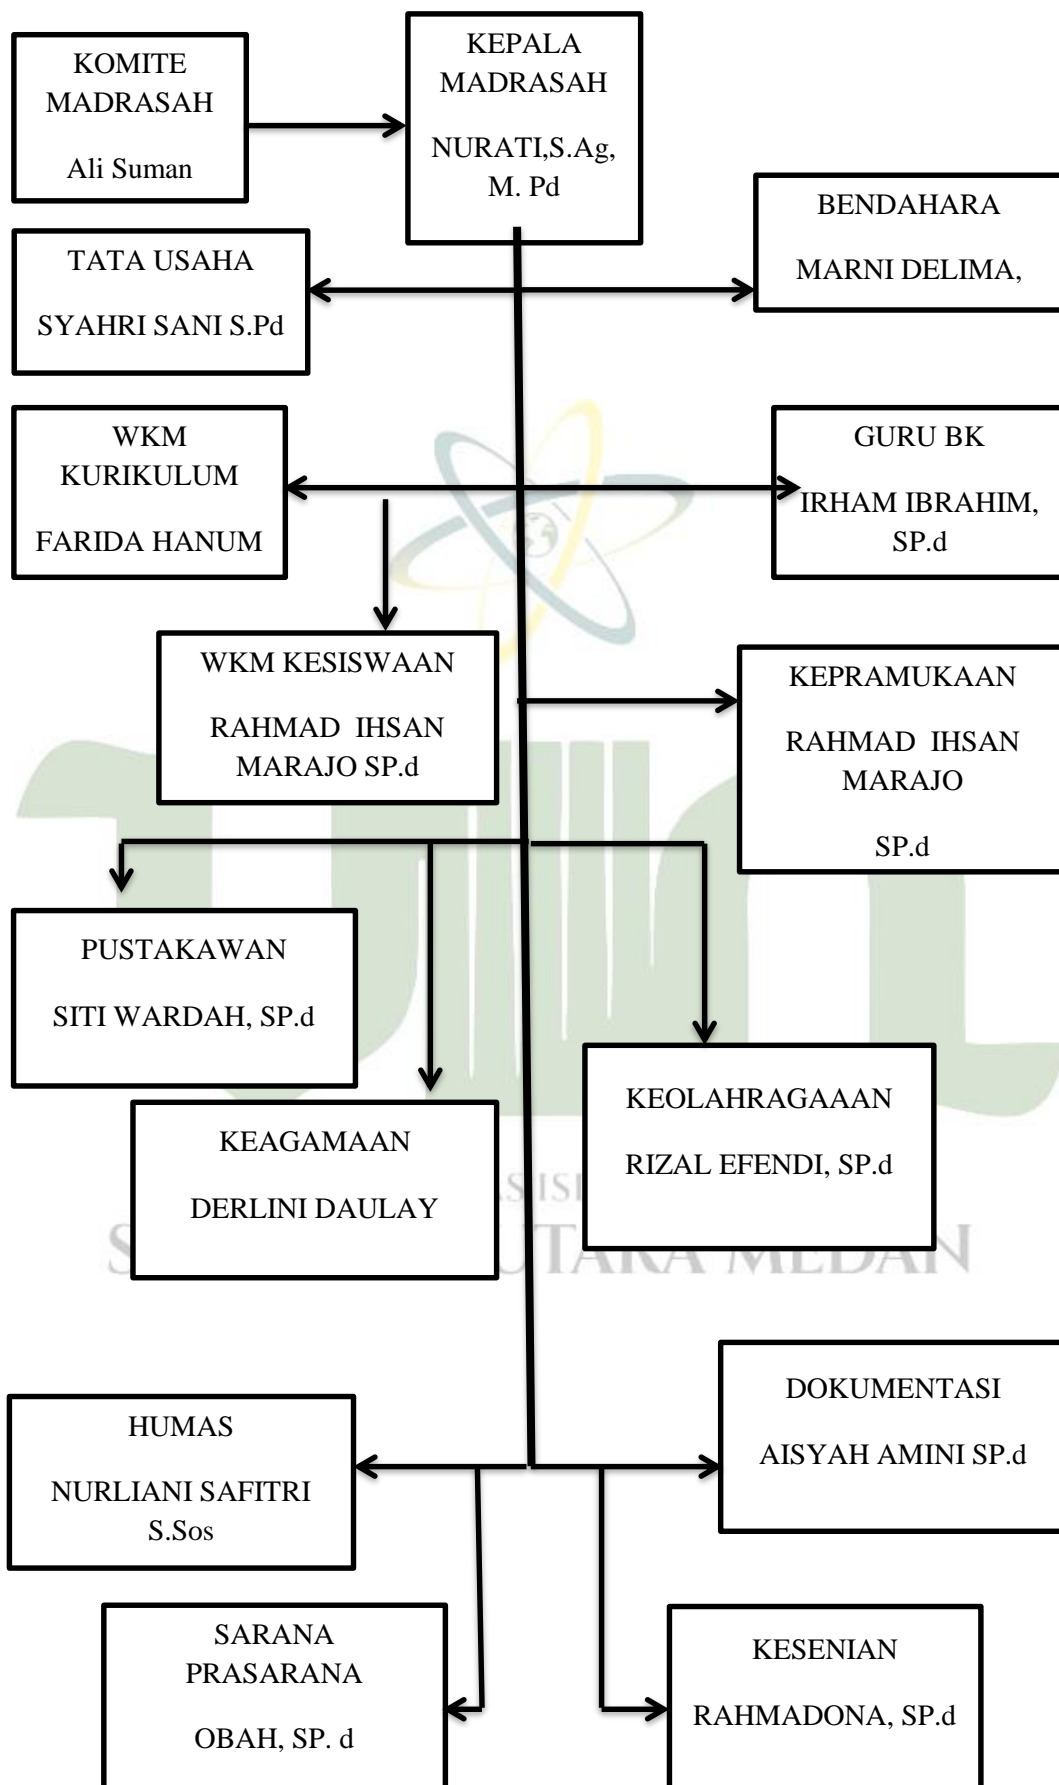 KOMITE
MADRASAH
Ali Suman
KEPALA
MADRASAH
NURATI,S.Ag,
M. Pd
BENDAHARA
MARNI DELIMA,
TATA USAHA
SYAHRI SANI S.Pd
WKM
KURIKULUM
FARIDA HANUM
GURU BK
IRHAM IBRAHIM,
SP.d
WKM KESISWAAN
RAHMAD  IHSAN
MARAJO SP.d
KEPRAMUKAAN
RAHMAD  IHSAN
MARAJO
SP.d
PUSTAKAWAN
SITI WARDAH, SP.d
KEAGAMAAN
DERLINI DAULAY
KEOLAHRAGAAAN
RIZAL EFENDI, SP.d
UTARA MEDAN
HUMAS
NURLIANI SAFITRI
S.Sos
DOKUMENTASI
AISYAH AMINI SP.d
SARANA
PRASARANA
OBAH, SP. d
KESENIAN
RAHMADONA, SP.d